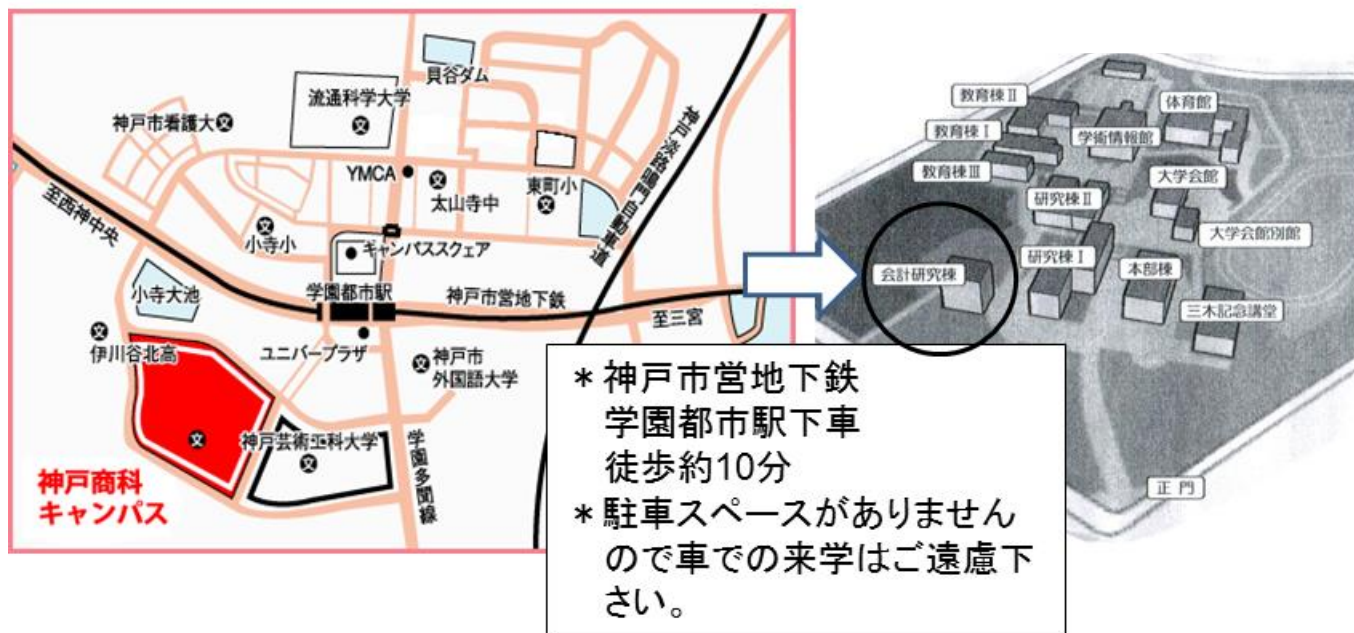 貝谷ダム
流通科学大学
神戸市看護大
神戸淡路鳴門自動車道
YMCA
太山寺中
東町小
至西神中央
小寺小
キャンパススクェア
小寺大池
学園都市駅
神戸市営地下鉄
至三宮
伊川谷北高
ユニバープラザ
神戸市
外国語大学
神戸芸術工科大学
学園多聞線
神戸商科
キャンパス
文
文
文
文
文
文
文
文
教育棟Ⅱ
体育館
教育棟Ⅰ
学術情報館
教育棟Ⅲ
大学会館
研究棟Ⅱ
大学会館別館
会計研究棟
研究棟Ⅰ
本部棟
三木記念講堂
正門
*神戸市営地下鉄
学園都市駅下車
徒歩約10分
*駐車スペースがありません
ので車での来学はご遠慮下
さい。